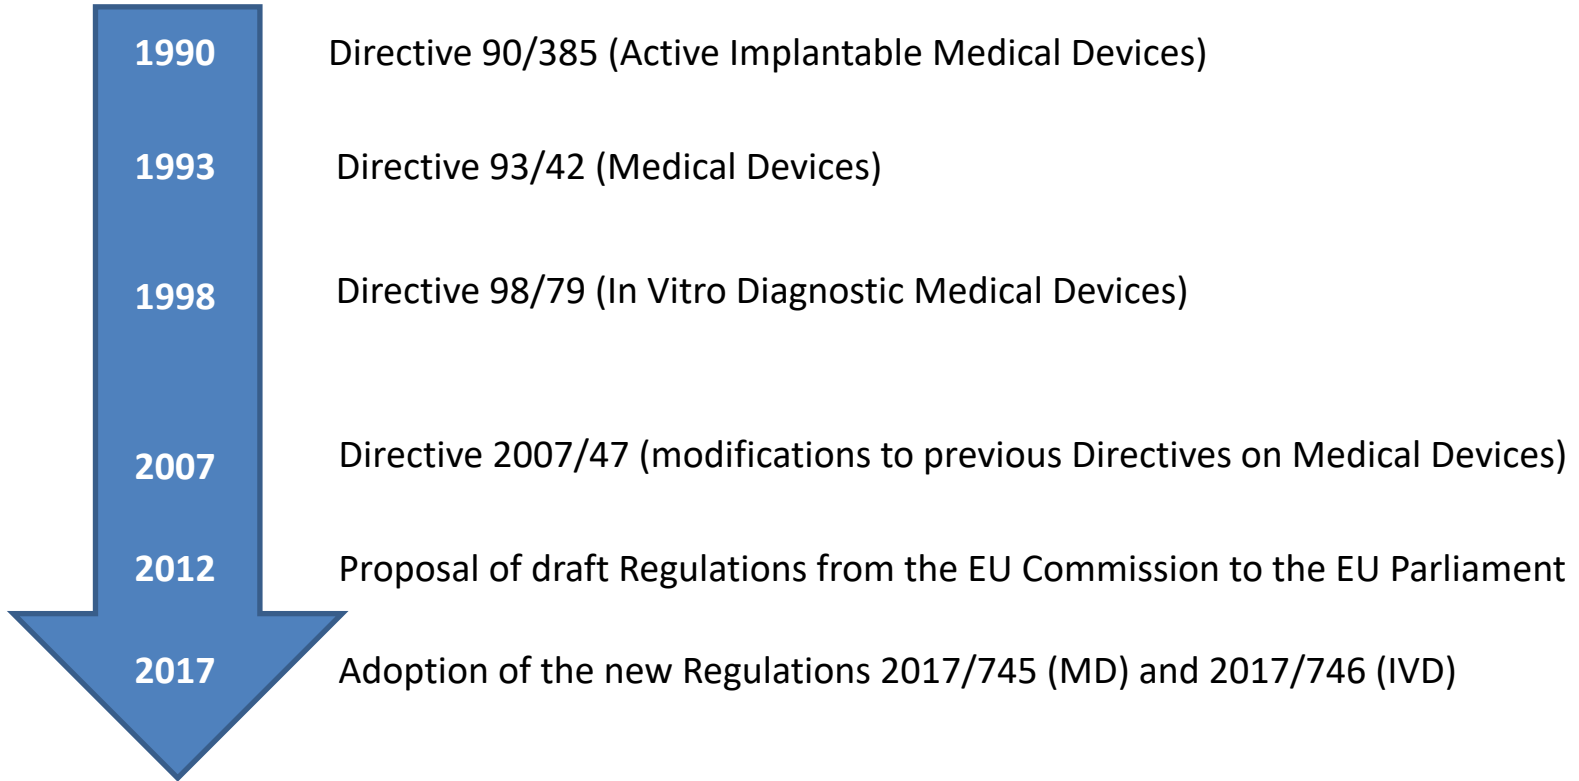 1990 Directive 90/385 (Active Implantable Medical Devices)
1993 Directive 93/42 (Medical Devices)
1998 Directive 98/79 (In Vitro Diagnostic Medical Devices)
2007 Directive 2007/47 (modifications to previous Directives on Medical Devices)
2012 Proposal of draft Regulations from the EU Commission to the EU Parliament
2017 Adoption of the new Regulations 2017/745 (MD) and 2017/746 (IVD)